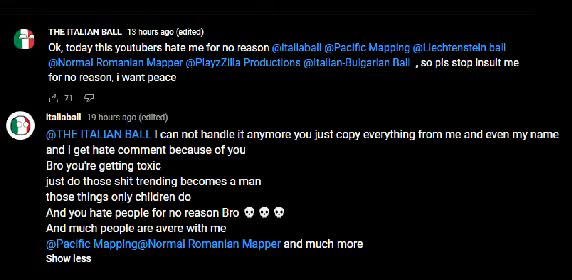 THE ITALIAN BALL 13 hours ago (edited)
Ok, today this youtubers hate me for no reason @Italiaball @Pacific Mapping @Liechtenstein ball
@Normal Romanian Mapper @PlayzZilla Productions @Italian-Bulgarian Ball , so pls stop insult me
for no reason, i want peace
71
Italiaball 19 hours ago (edited)
@THE ITALIAN BALL I can not handle it anymore you just copy everything from me and even my name
and I get hate comment because of you
Bro you're getting toxic
just do those shit trending becomes a man
those things only children do
And you hate people for no reason Bro 💀 💀 💀
And much people are avere with me
@Pacific Mapping@Normal Romanian Mapper and much more
Show less